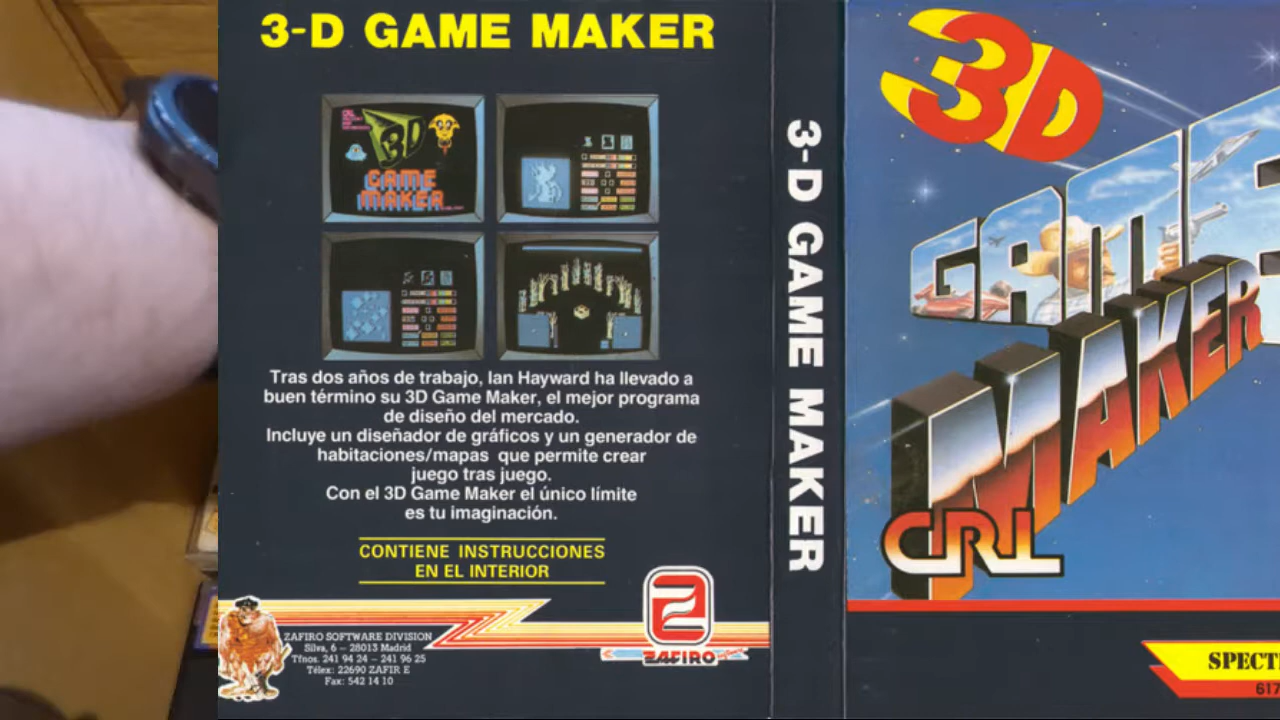 3-D GAME MAKER
3D
GAME
MAKER
Tras dos años de trabajo, Ian Hayward ha llevado a
buen término su 3D Game Maker, el mejor programa
de diseño del mercado.
Incluye un diseñador de gráficos y un generador de
habitaciones/mapas que permite crear
juego tras juego.
Con el 3D Game Maker el único límite
es tu imaginación.
CONTIENE INSTRUCCIONES
EN EL INTERIOR
ZAFIRO SOFTWARE DIVISION
Silva, 6 – 28013 Madrid
Tfnos. 241 94 24 – 241 96 25
Télex: 22690 ZAFIR E
Fax: 542 14 10
ZAFIRO
3-D GAME MAKER
3D
GAME
MAKER
CRL
SPECT
617